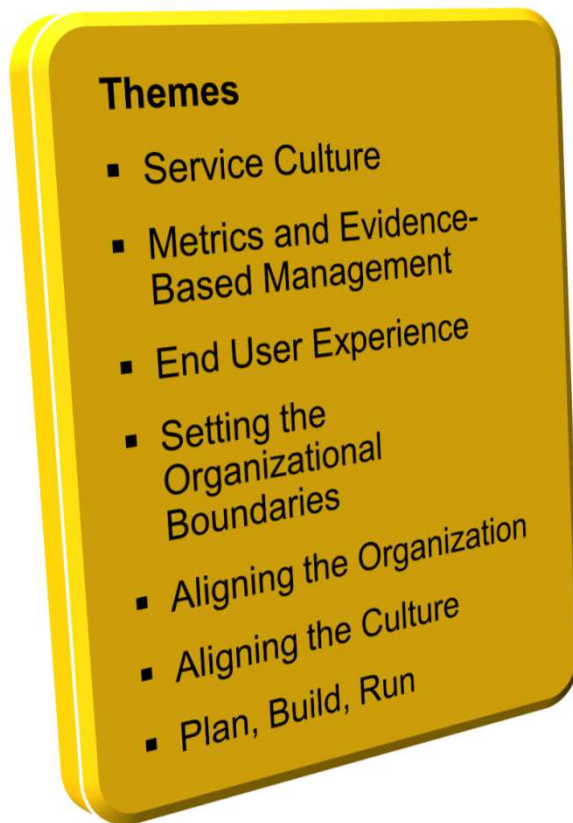 Themes
▪ Service Culture
▪ Metrics and Evidence-
Based Management
▪ End User Experience
▪ Setting the
Organizational
Boundaries
▪ Aligning the Organization
▪ Aligning the Culture
▪ Plan, Build, Run